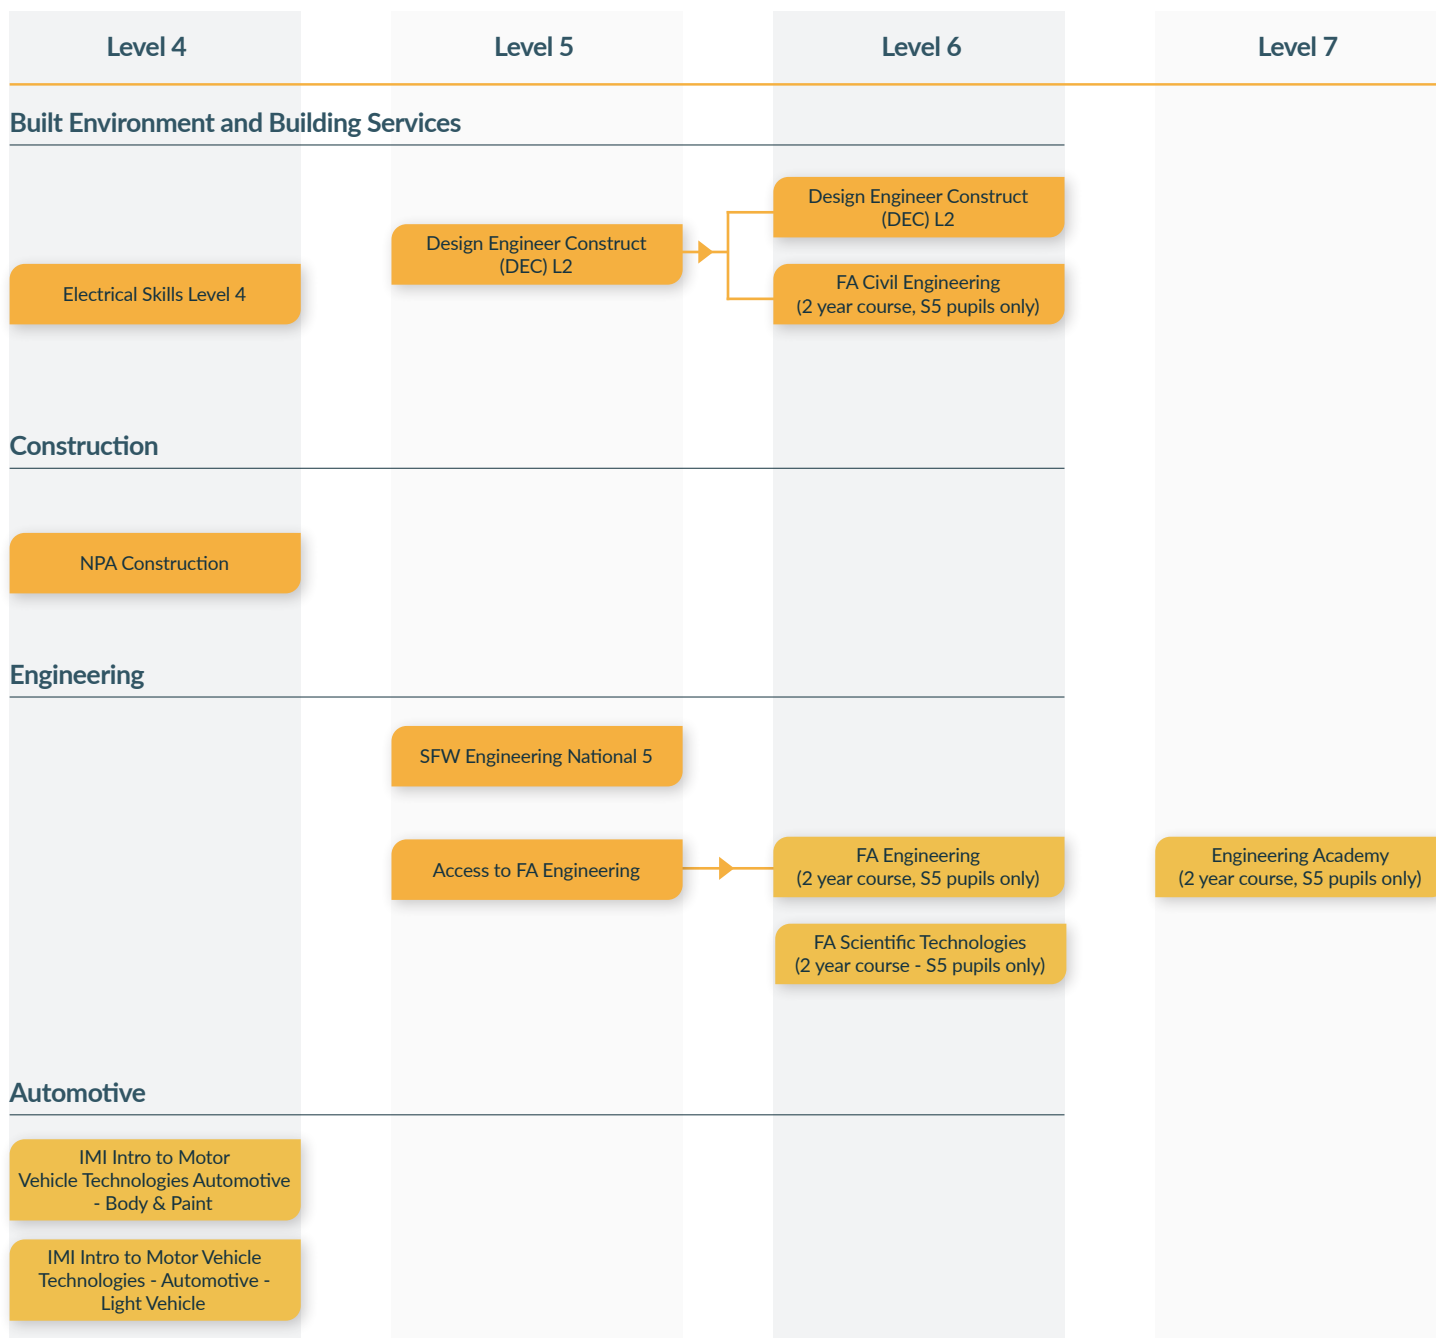 Level 4
Level 5
Level 6
Level 7
Built Environment and Building Services
Electrical Skills Level 4
Design Engineer Construct
(DEC) L2
Design Engineer Construct
(DEC) L2
FA Civil Engineering
(2 year course, S5 pupils only)
Construction
NPA Construction
Engineering
SFW Engineering National 5
Access to FA Engineering
FA Engineering
(2 year course, S5 pupils only)
Engineering Academy
(2 year course, S5 pupils only)
FA Scientific Technologies
(2 year course - S5 pupils only)
Automotive
IMI Intro to Motor
Vehicle Technologies Automotive
- Body & Paint
IMI Intro to Motor Vehicle
Technologies - Automotive -
Light Vehicle